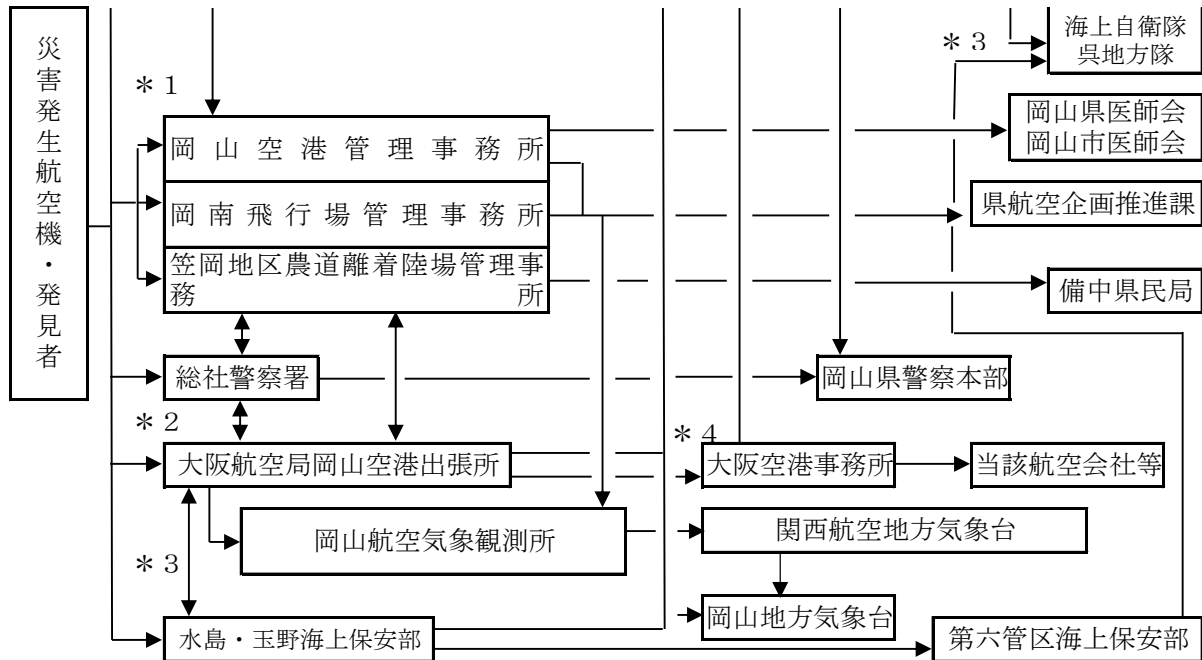 災害発生航空機・発見者
海上自衛隊
呉地方隊
＊3
＊1
岡山空港管理事務所
岡山県医師会
岡山市医師会
岡南飛行場管理事務所
県航空企画推進課
笠岡地区農道離着陸場管理事
務所
備中県民局
総社警察署
岡山県警察本部
＊2
＊4
大阪航空局岡山空港出張所
大阪空港事務所
当該航空会社等
岡山航空気象観測所
関西航空地方気象台
＊3
岡山地方気象台
水島・玉野海上保安部
第六管区海上保安部